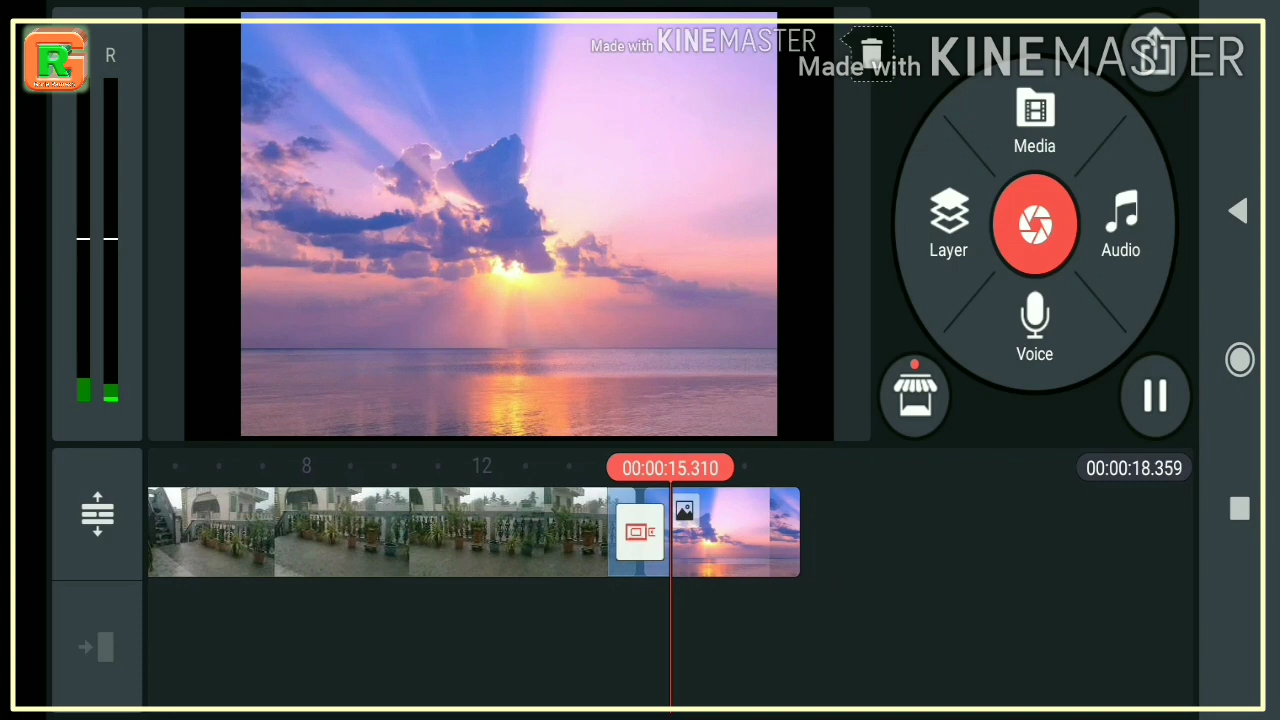 R
Made with KINEMASTER
Made with KINEMASTER
R
Media
Layer
Audio
Voice
8
12
00:00:15.310
00:00:18.359